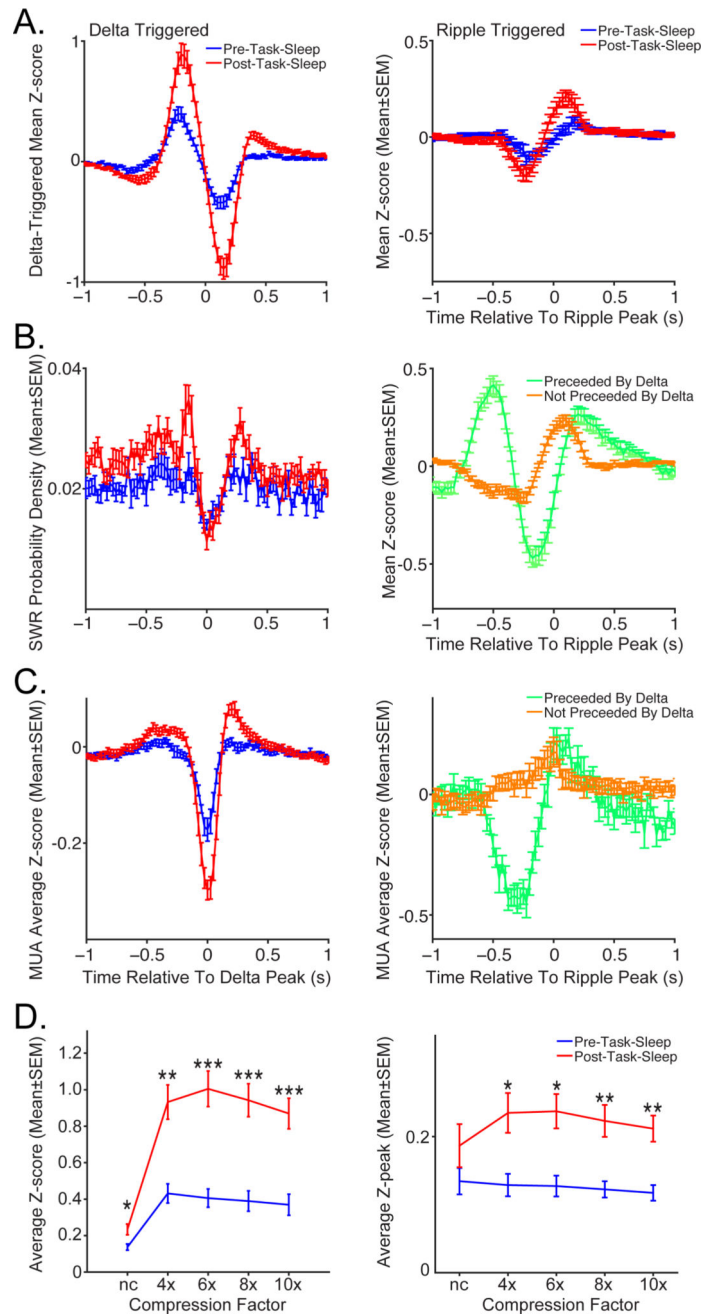 A.
Delta Triggered
Pre-Task-Sleep
Post-Task-Sleep
Delta-Triggered Mean Z-score
1
0
-1
-1
-0.5
0
0.5
1
Ripple Triggered
Pre-Task-Sleep
Post-Task-Sleep
Mean Z-score (Mean±SEM)
0.5
0
-0.5
-1
-0.5
0
0.5
1
Time Relative To Ripple Peak (s)
B.
SWR Probability Density (Mean±SEM)
0.04
0.02
-1
-0.5
0
0.5
1
Preceeded By Delta
Not Preceeded By Delta
Mean Z-score (Mean±SEM)
0.5
0
-0.5
-1
-0.5
0
0.5
1
Time Relative To Ripple Peak (s)
C.
MUA Average Z-score (Mean±SEM)
0
-0.2
-1
-0.5
0
0.5
1
Time Relative To Delta Peak (s)
Preceeded By Delta
Not Preceeded By Delta
MUA Average Z-score (Mean±SEM)
0
-0.5
-1
-0.5
0
0.5
1
Time Relative To Ripple Peak (s)
D.
Average Z-score (Mean±SEM)
1.2
1.0
0.8
0.6
0.4
0.2
0
*
**
***
***
***
nc
4x
6x
8x
10x
Compression Factor
Pre-Task-Sleep
Post-Task-Sleep
Average Z-peak (Mean±SEM)
0.2
0
*
*
**
**
nc
4x
6x
8x
10x
Compression Factor